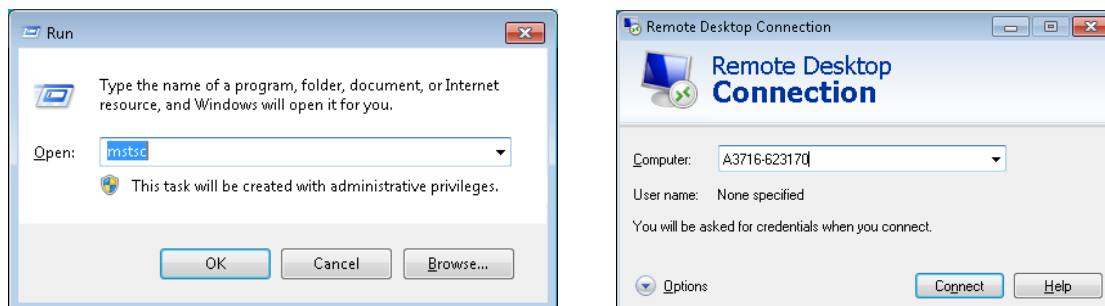 Run
Type the name of a program, folder, document, or Internet
resource, and Windows will open it for you.
Open:
mstsc
This task will be created with administrative privileges.
OK
Cancel
Browse...
Remote Desktop Connection
Remote Desktop
Connection
Computer:
A3716-623170
User name:
None specified
You will be asked for credentials when you connect.
Options
Connect
Help